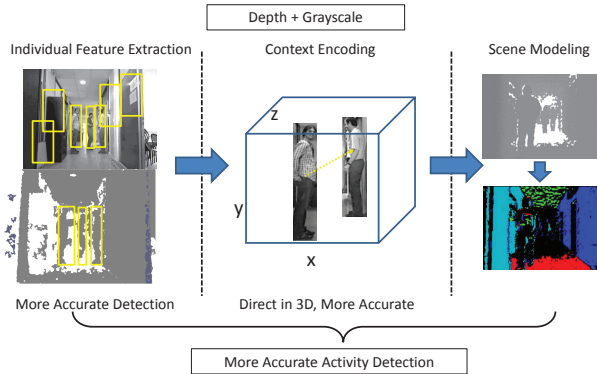 Depth + Grayscale
Individual Feature Extraction
Context Encoding
Scene Modeling
z
y
x
More Accurate Detection
Direct in 3D, More Accurate
More Accurate Activity Detection